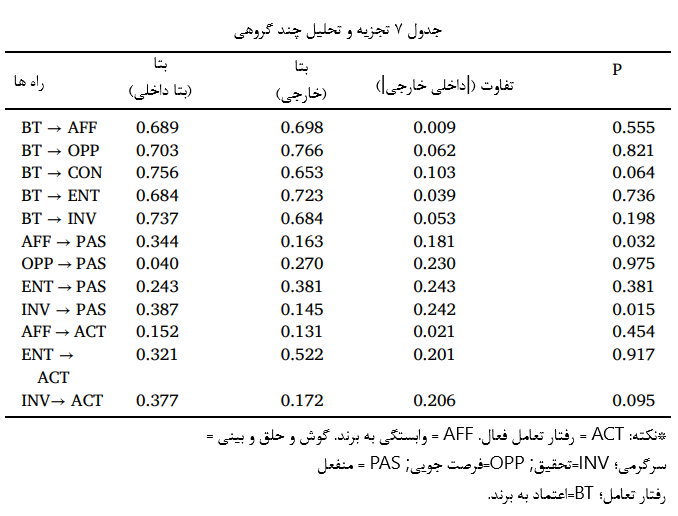 جدول ۷ تجزیه و تحلیل چند گروهی
راه ها بتا (بتا داخلی) بتا (خارجی) تفاوت (|داخلی خارجی|) P
BT → AFF 0.689 0.698 0.009 0.555
BT → OPP 0.703 0.766 0.062 0.821
BT → CON 0.756 0.653 0.103 0.064
BT → ENT 0.684 0.723 0.039 0.736
BT → INV 0.737 0.684 0.053 0.198
AFF → PAS 0.344 0.163 0.181 0.032
OPP → PAS 0.040 0.270 0.230 0.975
ENT → PAS 0.243 0.381 0.243 0.381
INV → PAS 0.387 0.145 0.242 0.015
AFF → ACT 0.152 0.131 0.021 0.454
ENT → 0.321 0.522 0.201 0.917
ACT
INV→ ACT 0.377 0.172 0.206 0.095
*نکته: ACT = رفتار تعامل فعال. AFF = وابستگی به برند. گوش و حلق و بینی =
سرگرمی؛ INV=تحقیق; OPP=فرصت جویی; PAS = منفعل
رفتار تعامل؛ BT=اعتماد به برند.